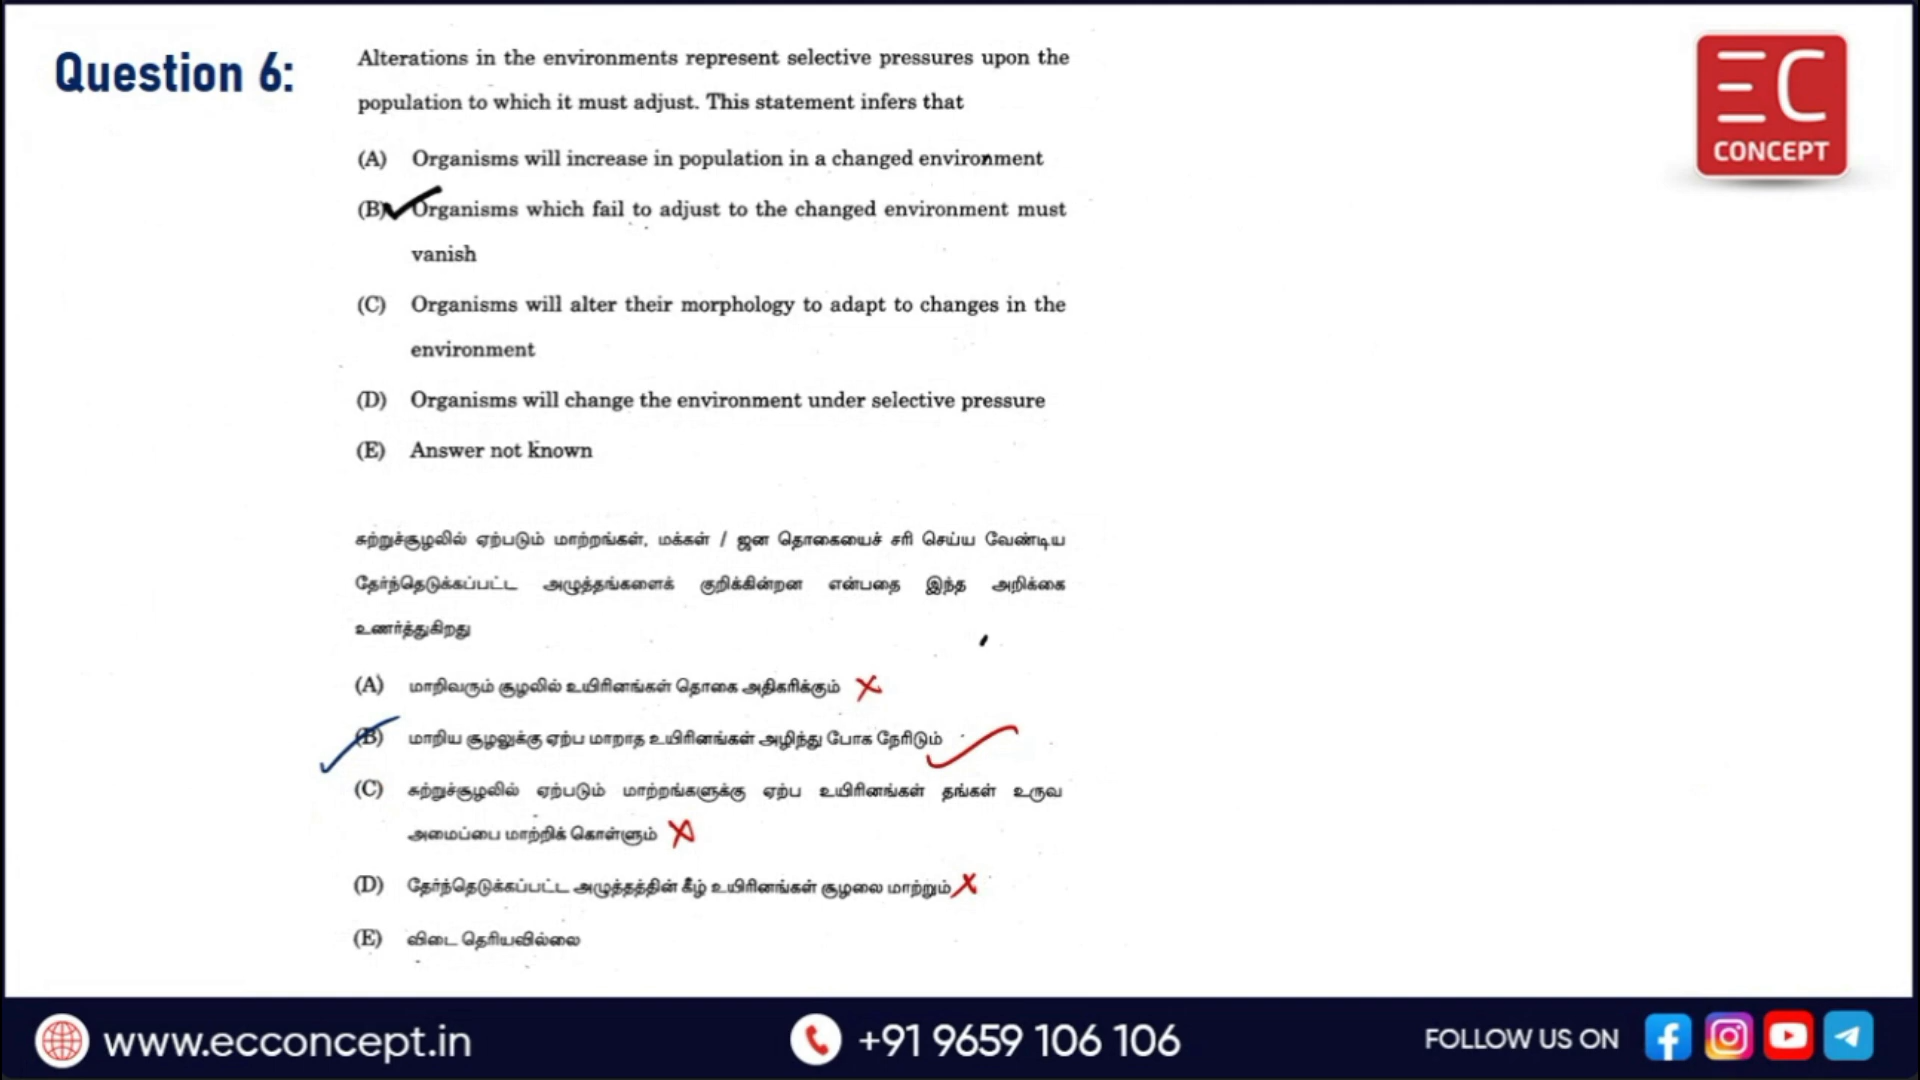 Question 6:
Alterations in the environments represent selective pressures upon the
population to which it must adjust. This statement infers that
(A) Organisms will increase in population in a changed environment
(B) Organisms which fail to adjust to the changed environment must
vanish
(C) Organisms will alter their morphology to adapt to changes in the
environment
(D) Organisms will change the environment under selective pressure
(E) Answer not known
சுற்றுச்சூழலில் ஏற்படும் மாற்றங்கள், மக்கள் / ஜன தொகையைச் சரி செய்ய வேண்டிய
தேர்ந்தெடுக்கப்பட்ட அழுத்தங்களைக் குறிக்கின்றன என்பதை இந்த அறிக்கை
உணர்த்துகிறது
(A) மாறிவரும் சூழலில் உயிரினங்கள் தொகை அதிகரிக்கும்
(B) மாறிய சூழலுக்கு ஏற்ப மாறாத உயிரினங்கள் அழிந்து போக நேரிடும்
(C) சுற்றுச்சூழலில் ஏற்படும் மாற்றங்களுக்கு ஏற்ப உயிரினங்கள் தங்கள் உருவ
அமைப்பை மாற்றிக் கொள்ளும்
(D) தேர்ந்தெடுக்கப்பட்ட அழுத்தத்தின் கீழ் உயிரினங்கள் சூழலை மாற்றும்
(E) விடை தெரியவில்லை
EC
CONCEPT
www.ecconcept.in
+91 9659 106 106
FOLLOW US ON